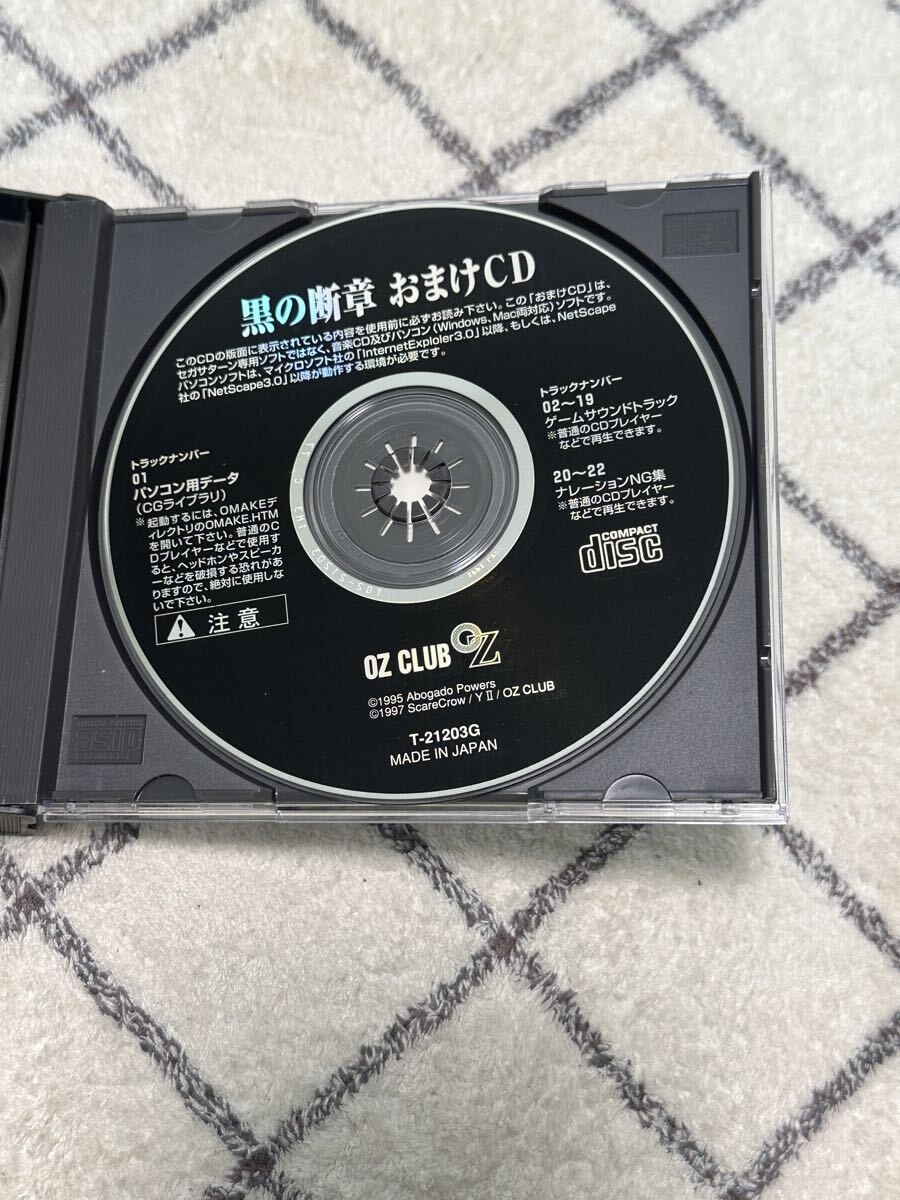 黒の断章 おまけCD
このCDの版面に表示されている内容を使用前に必ずお読み下さい。この「おまけCD」は、
セガサターン専用ソフトではなく、音楽CD及びパソコン(Windows、Mac両対応)ソフトです。
パソコンソフトは、マイクロソフト社の「InternetExploler3.0」以降、もしくは、NetScape
社の「NetScape3.0」以降が動作する環境が必要です。
トラックナンバー
01
パソコン用データ
(CGライブラリ)
※起動するには、OMAKEデ
ィレクトリのOMAKE.HTM
を開いて下さい。普通のC
Dプレイヤーなどで使用す
ると、ヘッドホンやスピーカ
ーなどを破損する恐れがあ
りますので、絶対に使用しな
いで下さい。
注意
トラックナンバー
02〜19
ゲームサウンドトラック
※普通のCDプレイヤー
などで再生できます。
20〜22
ナレーションNG集
※普通のCDプレイヤー
などで再生できます。
COMPACT
disc
OZ CLUB OZ
©1995 Abogado Powers
©1997 ScareCrow / Y II / OZ CLUB
T-21203G
MADE IN JAPAN
COMPACT
disc
DIGITAL AUDIO